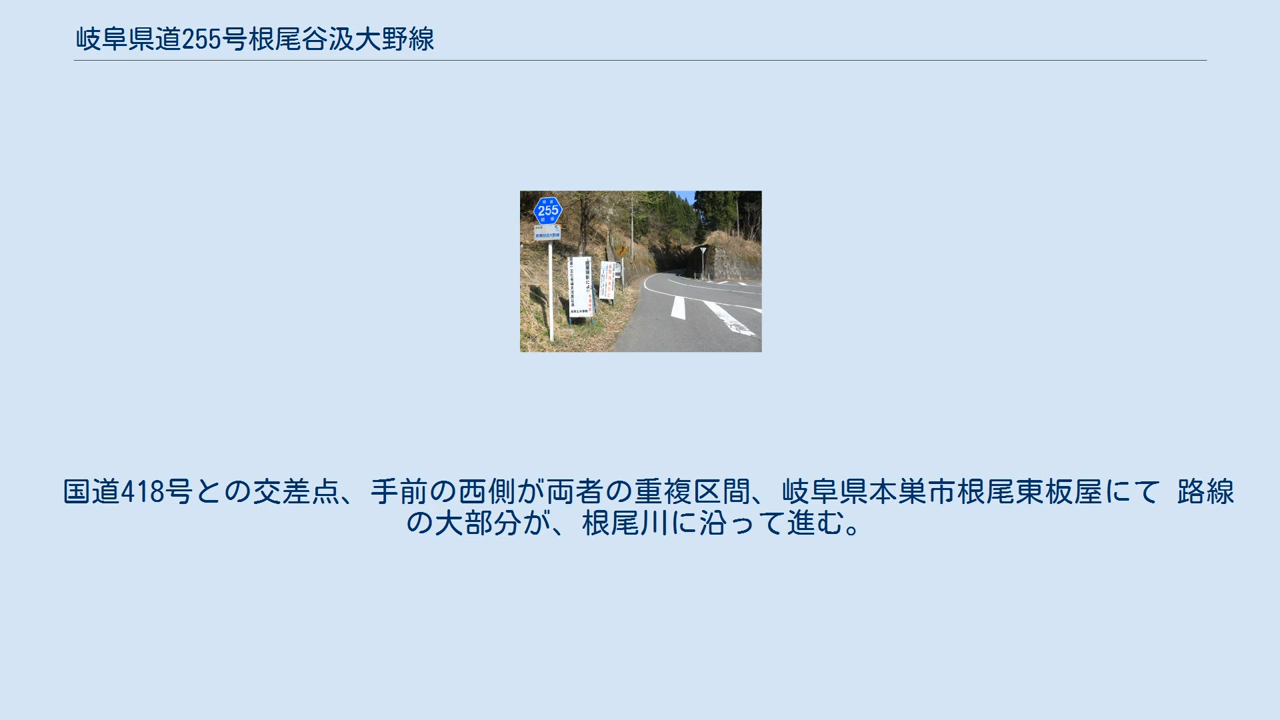 岐阜県道255号根尾谷汲大野線
255
国道418号との交差点、手前の西側が両者の重複区間、岐阜県本巣市根尾東板屋にて 路線
の大部分が、根尾川に沿って進む。